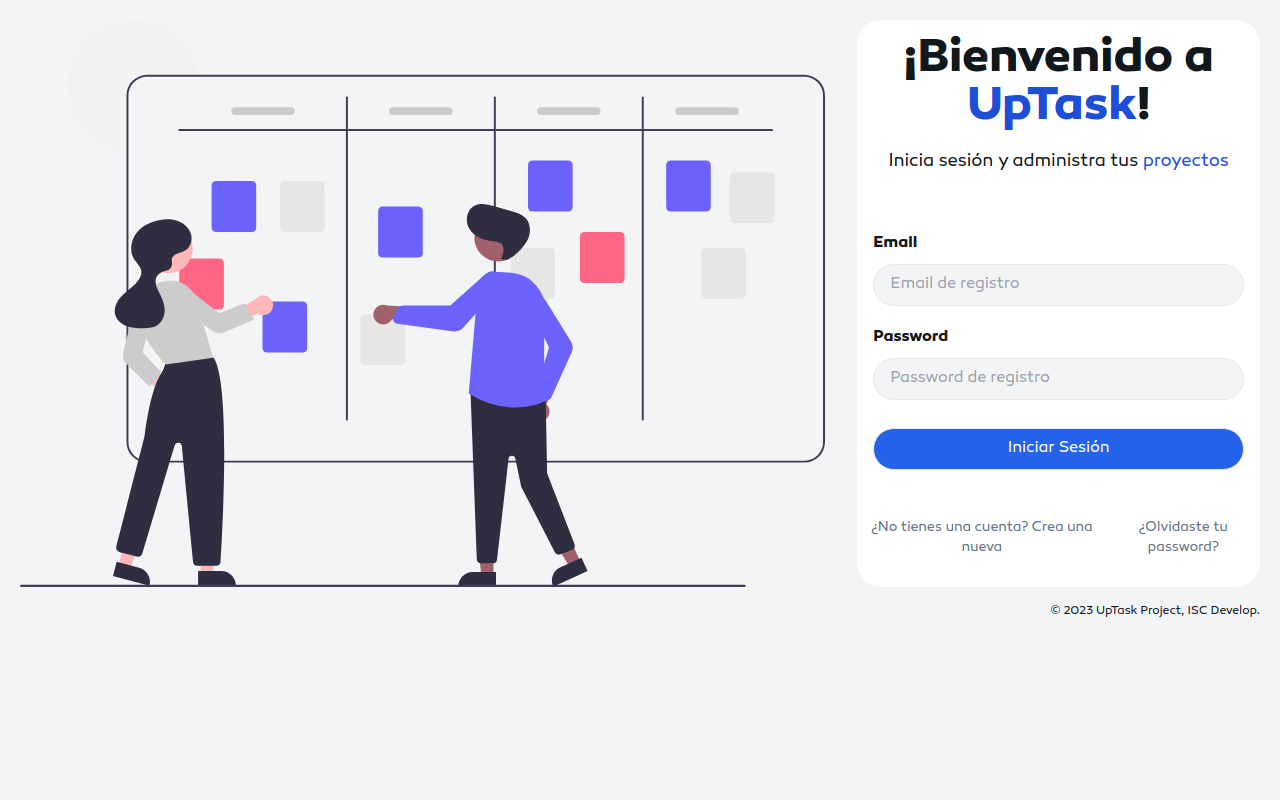 ¡Bienvenido a
UpTask!
Inicia sesión y administra tus proyectos
Email
Email de registro
Password
Password de registro
Iniciar Sesión
¿No tienes una cuenta? Crea una
nueva
¿Olvidaste tu
password?
© 2023 UpTask Project, ISC Develop.